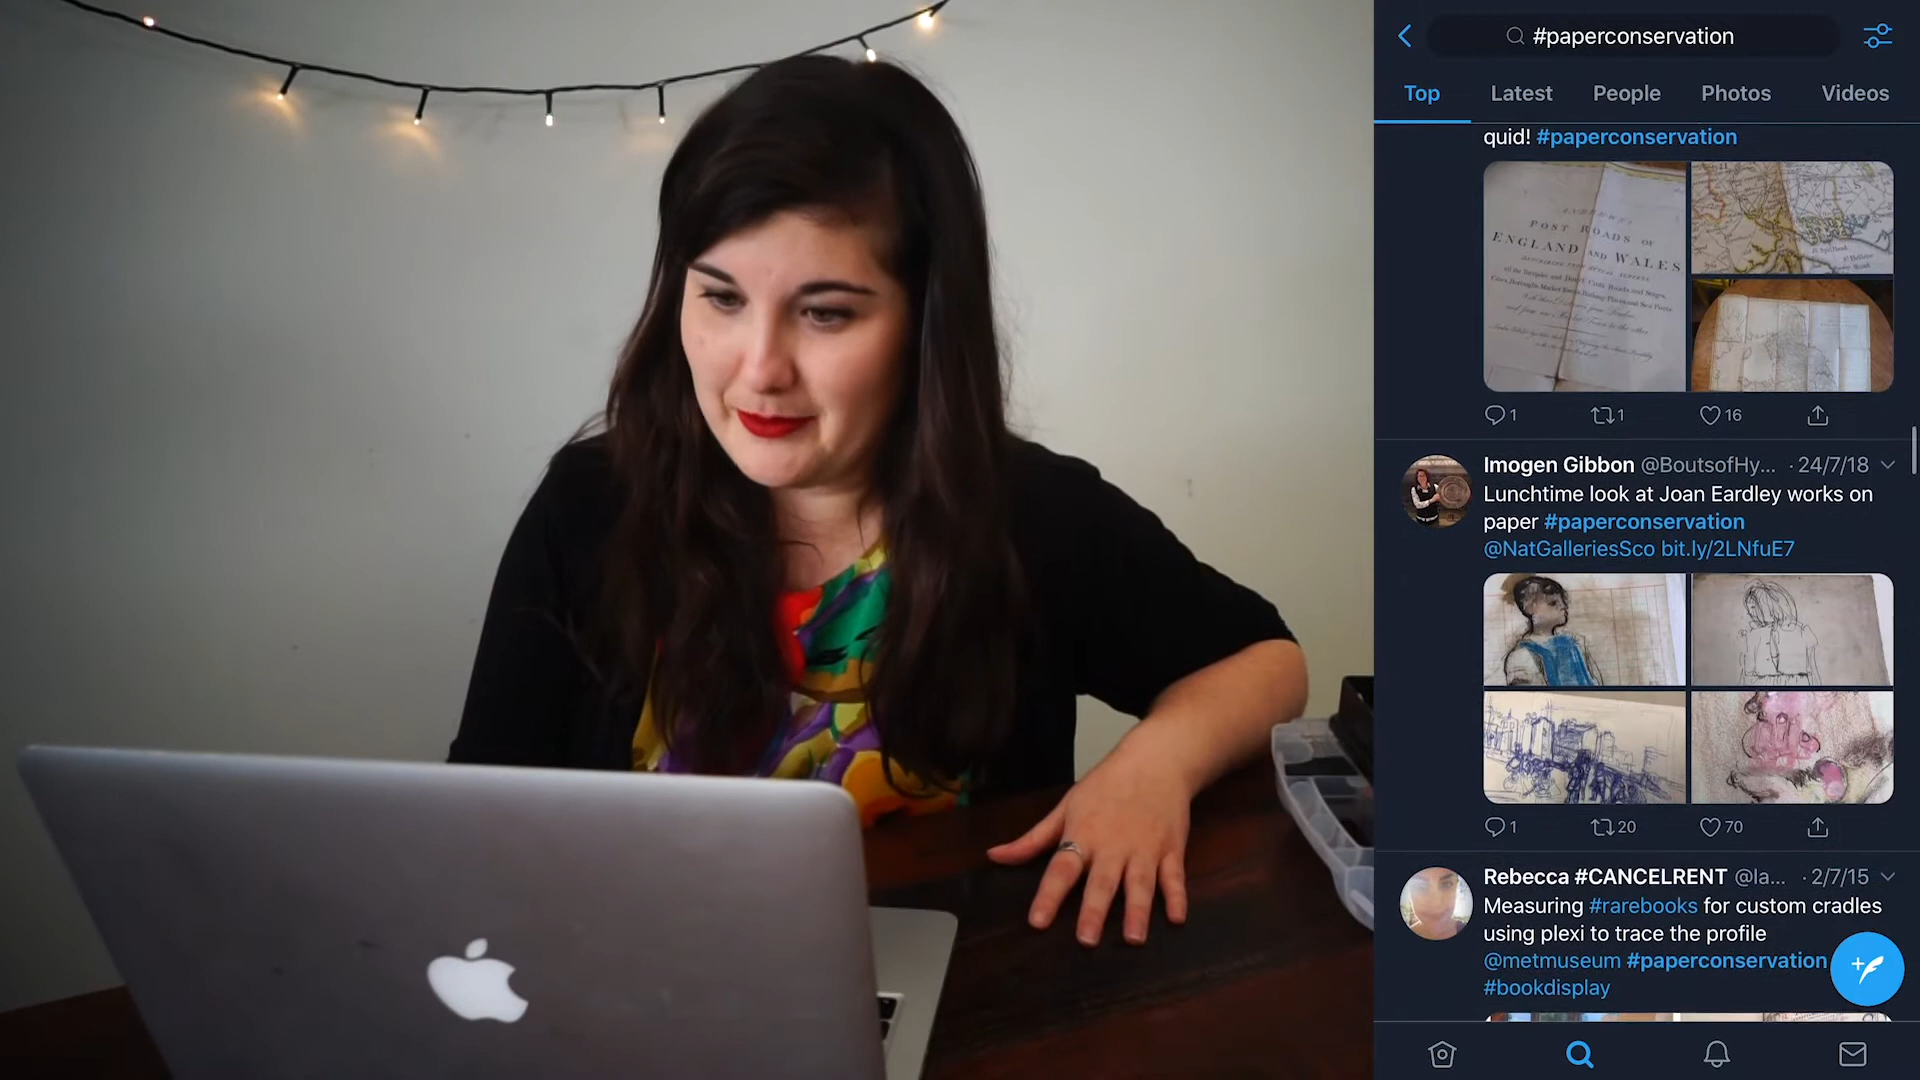 #paperconservation
Top Latest People Photos Videos
quid! #paperconservation
POST ROADS OF
ENGLAND AND WALES
1 1 16
Imogen Gibbon @BoutsofHy... · 24/7/18
Lunchtime look at Joan Eardley works on
paper #paperconservation
@NatGalleriesSco bit.ly/2LNfuE7
1 20 70
Rebecca #CANCELRENT @la... · 2/7/15
Measuring #rarebooks for custom cradles
using plexi to trace the profile
@metmuseum #paperconservation
#bookdisplay